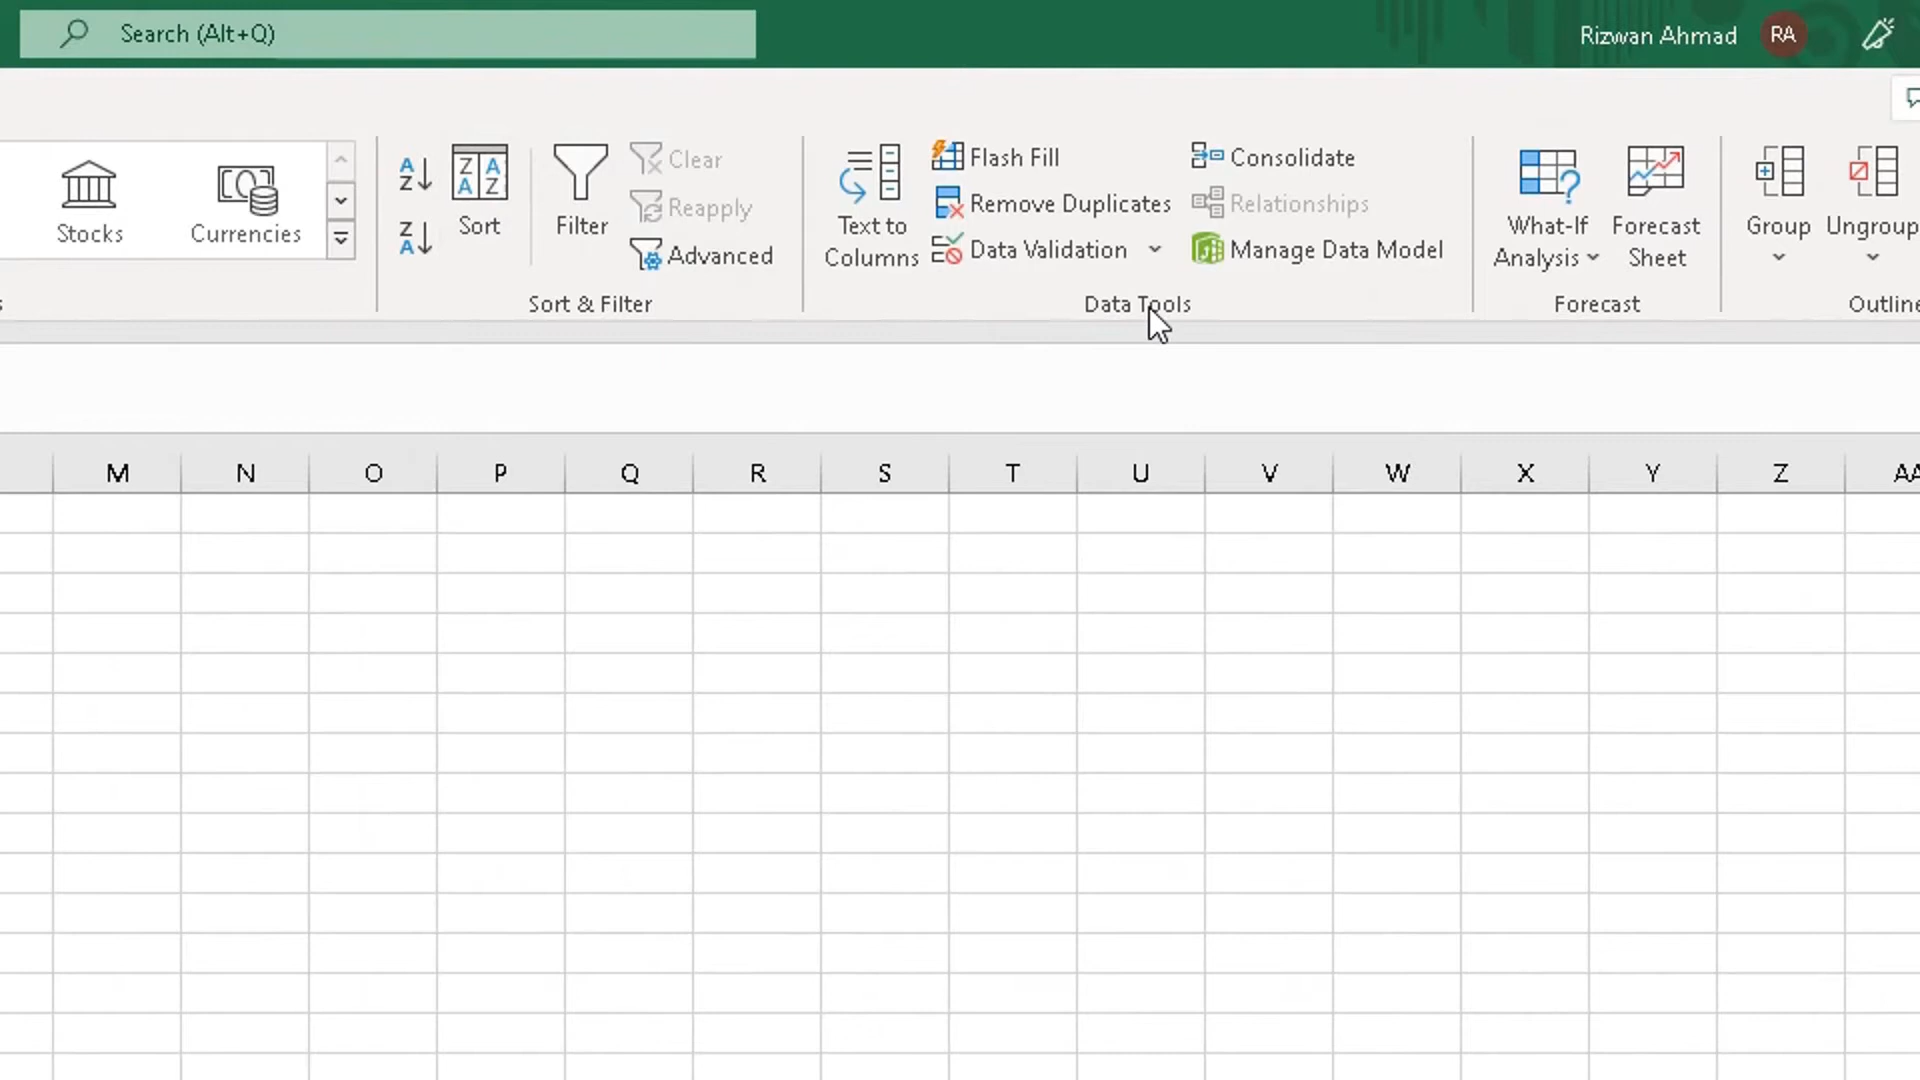 Search (Alt+Q)
Rizwan Ahmad RA
Stocks
Currencies
Sort
Filter
Clear
Reapply
Advanced
Sort & Filter
Text to
Columns
Flash Fill
Remove Duplicates
Data Validation
Consolidate
Relationships
Manage Data Model
Data Tools
What-If
Analysis
Forecast
Sheet
Forecast
Group
Ungroup
Outline
M N O P Q R S T U V W X Y Z AA